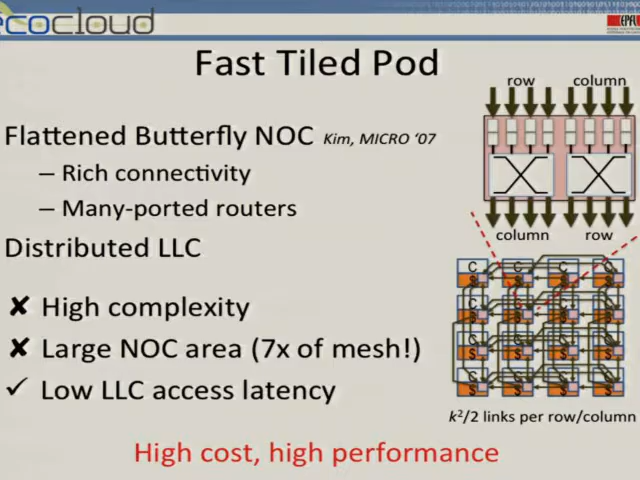 ecocloud
EPFL
Fast Tiled Pod
row column
Flattened Butterfly NOC Kim, MICRO ‘07
– Rich connectivity
– Many-ported routers
column row
Distributed LLC
✘ High complexity
✘ Large NOC area (7x of mesh!)
✓ Low LLC access latency
C C C C
$ $ $ $
C C C C
$ $ $ $
C C C C
$ $ $ $
C C C C
$ $ $ $
k²/2 links per row/column
High cost, high performance